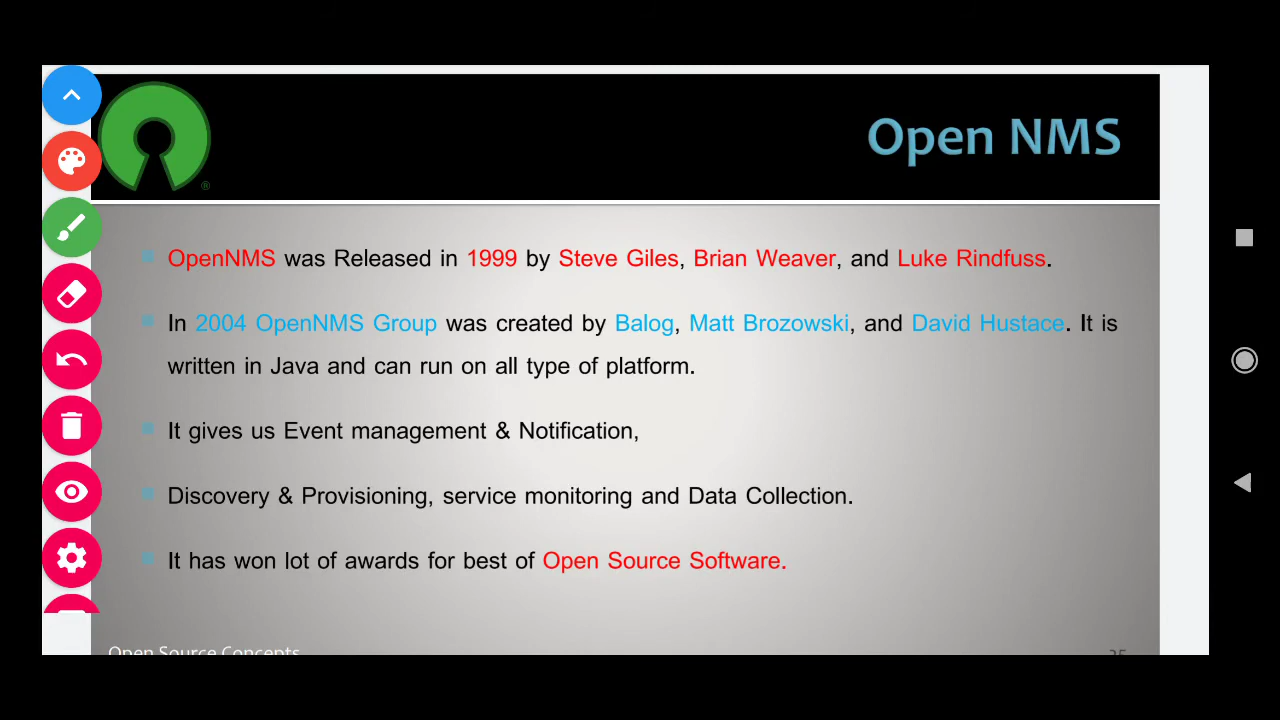 Open NMS
®
OpenNMS was Released in 1999 by Steve Giles, Brian Weaver, and Luke Rindfuss.
In 2004 OpenNMS Group was created by Balog, Matt Brozowski, and David Hustace. It is
written in Java and can run on all type of platform.
It gives us Event management & Notification,
Discovery & Provisioning, service monitoring and Data Collection.
It has won lot of awards for best of Open Source Software.
Open Source Concepts